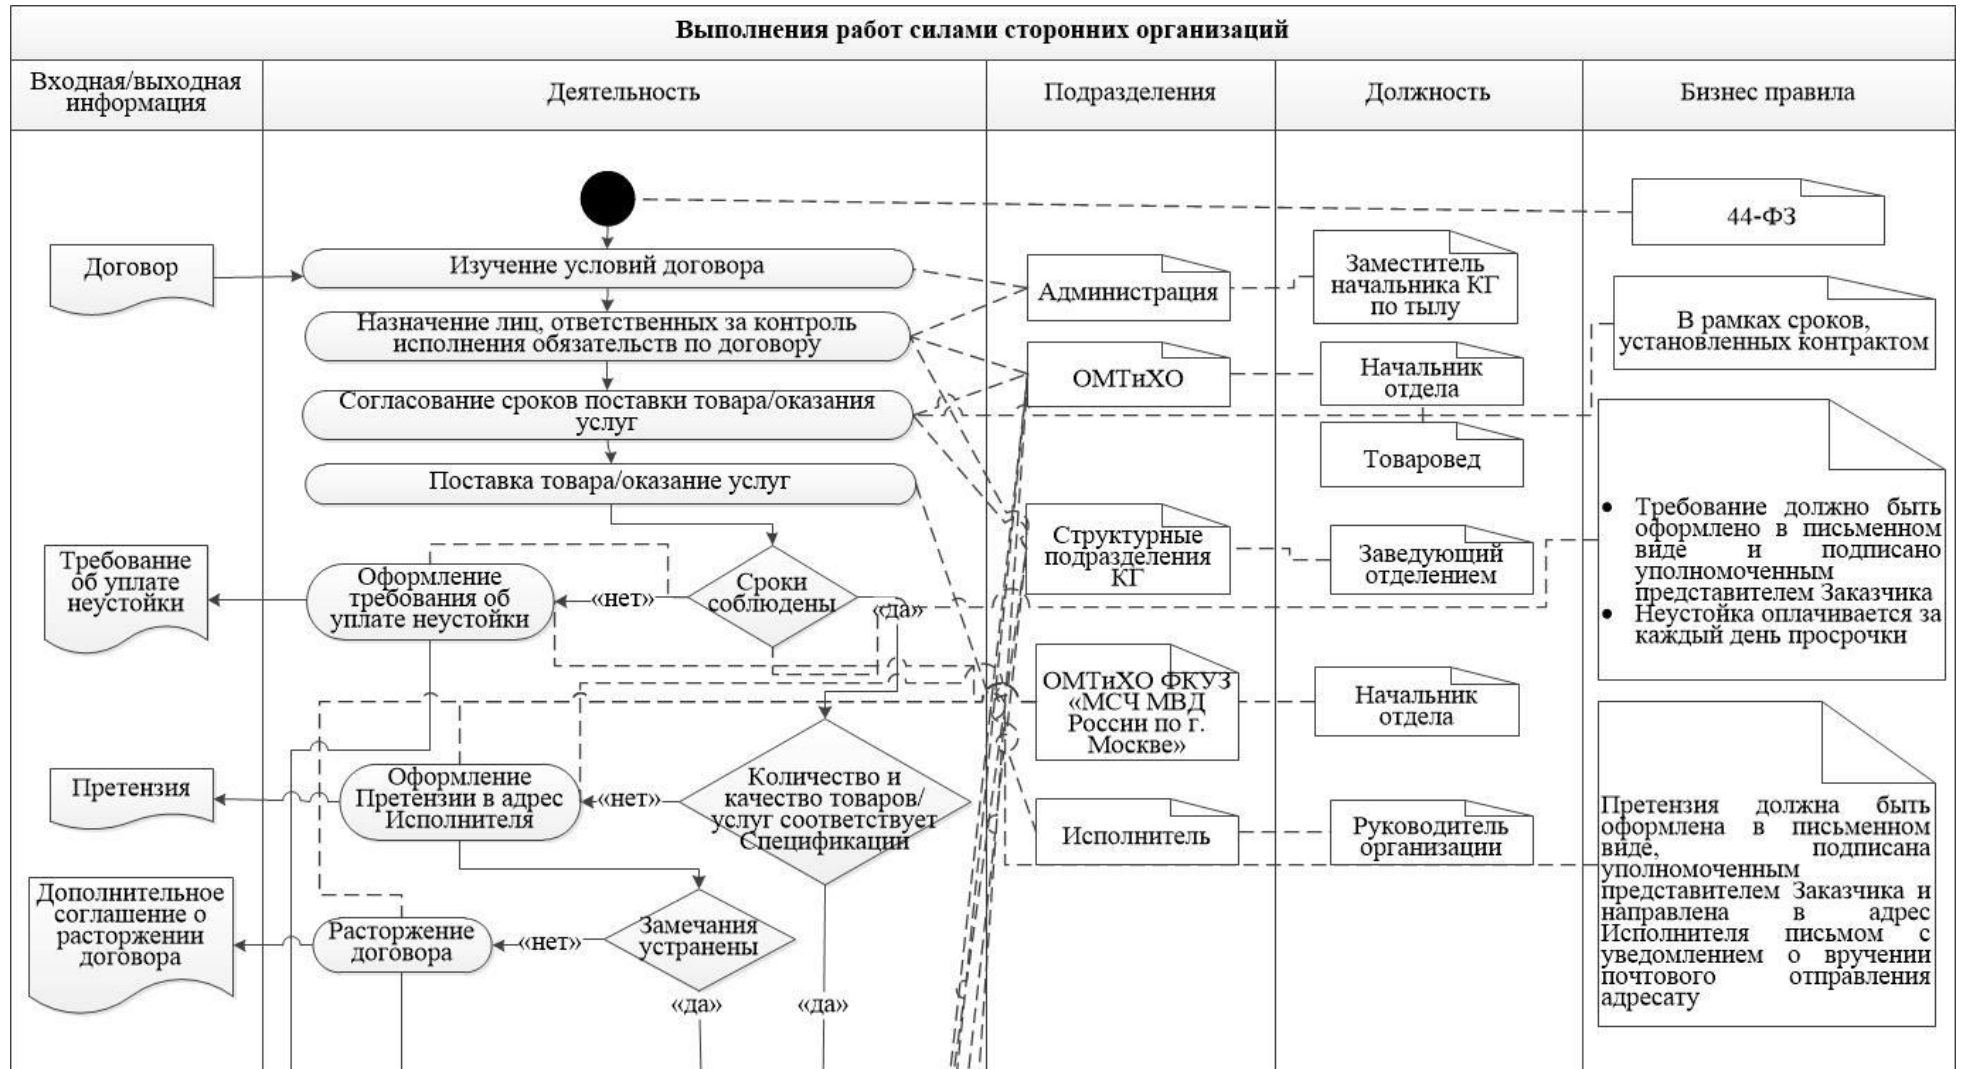 Выполнения работ силами сторонних организаций
Входная/выходная
информация
Деятельность
Подразделения
Должность
Бизнес правила
44-ФЗ
Договор
Изучение условий договора
Администрация
Заместитель
начальника КГ
по тылу
Назначение лиц, ответственных за контроль
исполнения обязательств по договору
В рамках сроков,
установленных контрактом
ОМТиХО
Начальник
отдела
Согласование сроков поставки товара/оказания
услуг
Товаровед
Поставка товара/оказание услуг
Структурные
подразделения
КГ
Заведующий
отделением
• Требование должно быть
оформлено в письменном
виде и подписано
уполномоченным
представителем Заказчика
• Неустойка оплачивается за
каждый день просрочки
Требование
об уплате
неустойки
Оформление
требования об
уплате неустойки
«нет»
Сроки
соблюдены
«да»
ОМТиХО ФКУЗ
«МСЧ МВД
России по г.
Москве»
Начальник
отдела
Претензия
Оформление
Претензии в адрес
Исполнителя
«нет»
Количество и
качество товаров/
услуг соответствует
Спецификации
Исполнитель
Руководитель
организации
Претензия должна быть
оформлена в письменном
виде, подписана
уполномоченным
представителем Заказчика и
направлена в адрес
Исполнителя письмом с
уведомлением о вручении
почтового отправления
адресату
Дополнительное
соглашение о
расторжении
договора
Расторжение
договора
«нет»
Замечания
устранены
«да»
«да»